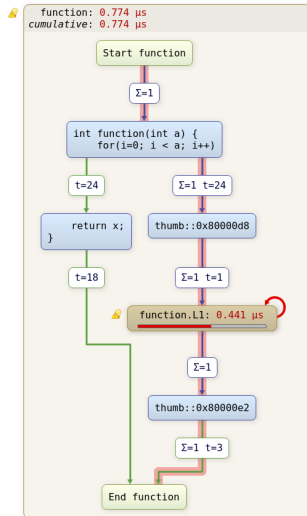 function: 0.774 µs
cumulative: 0.774 µs
Start function
Σ=1
int function(int a) {
for(i=0; i < a; i++)
t=24
Σ=1 t=24
return x;
}
thumb::0x80000d8
t=18
Σ=1 t=1
function.L1: 0.441 µs
Σ=1
thumb::0x80000e2
Σ=1 t=3
End function